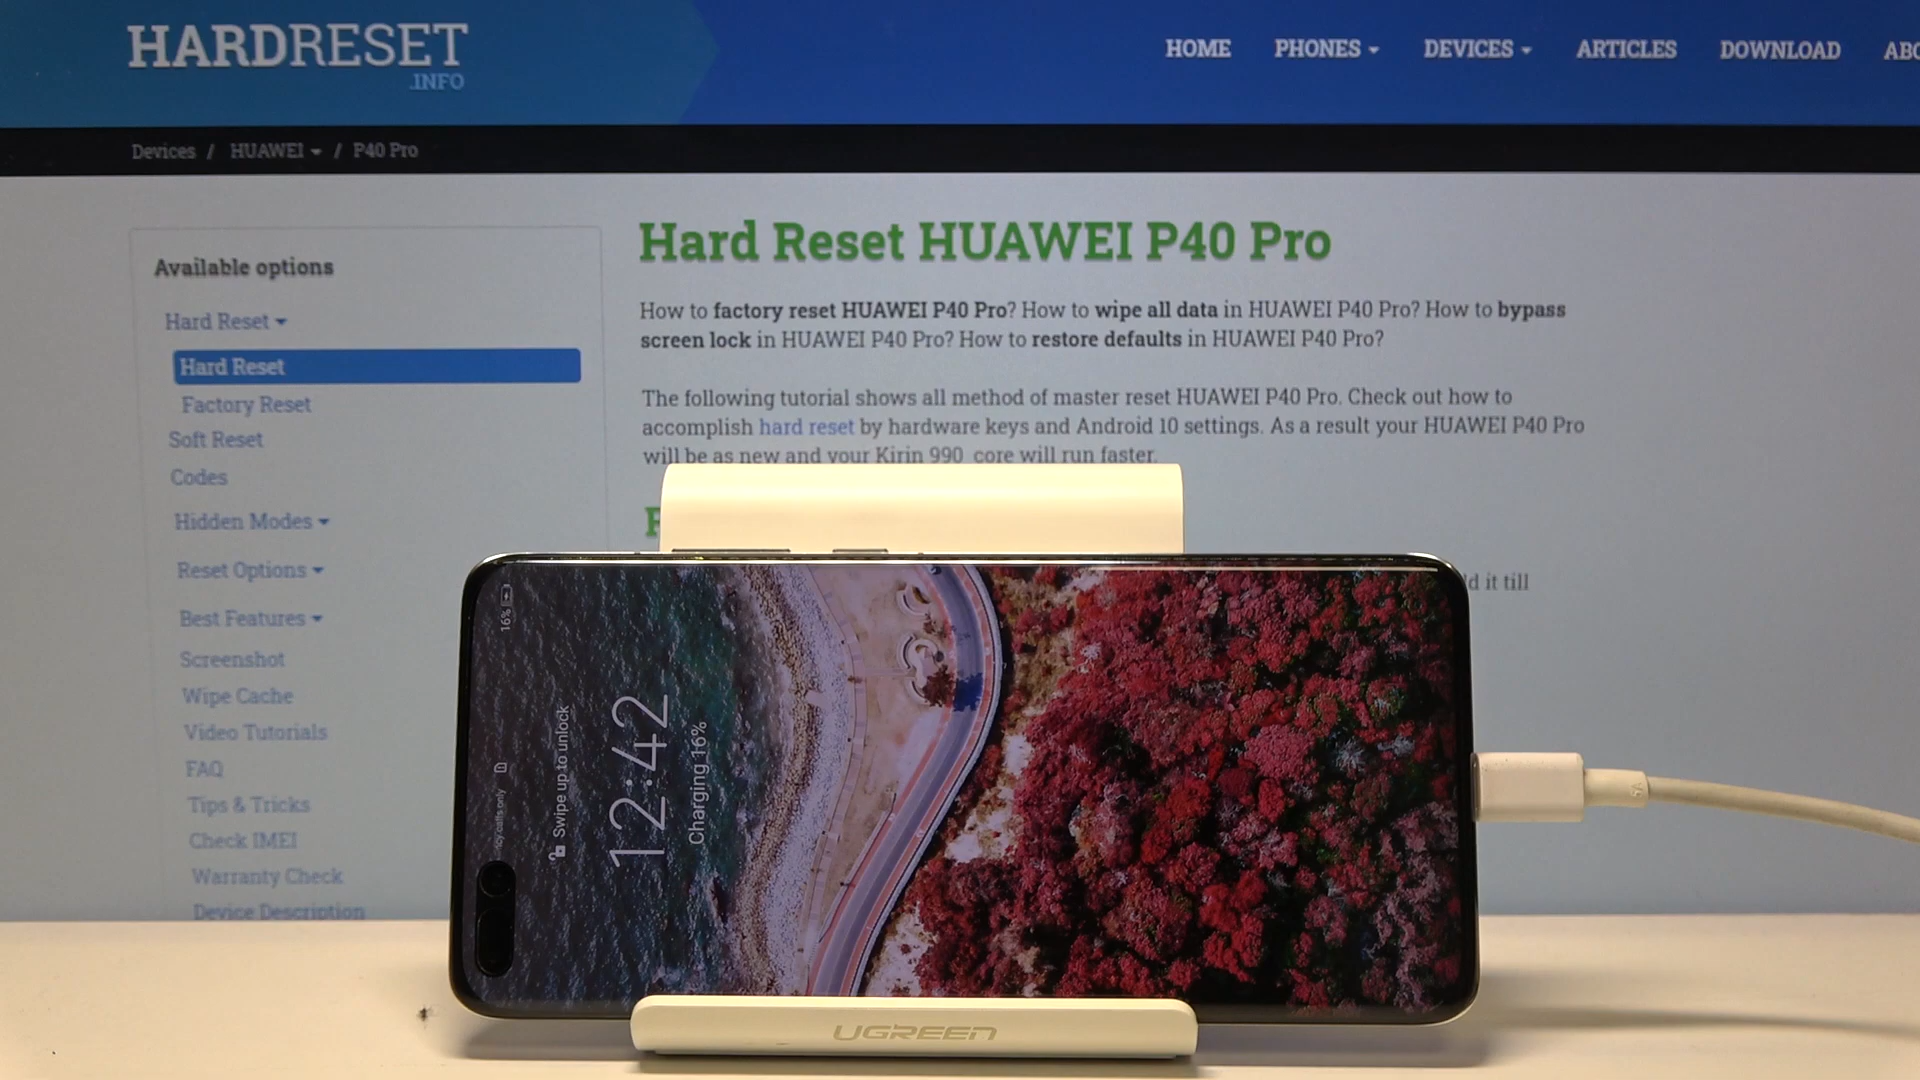 HARDRESET
.INFO
HOME PHONES DEVICES ARTICLES DOWNLOAD
Devices / HUAWEI / P40 Pro
Available options
Hard Reset
Hard Reset
Factory Reset
Soft Reset
Codes
Hidden Modes
Reset Options
Best Features
Screenshot
Wipe Cache
Video Tutorials
FAQ
Tips & Tricks
Check IMEI
Warranty Check
Device Description
Hard Reset HUAWEI P40 Pro
How to factory reset HUAWEI P40 Pro? How to wipe all data in HUAWEI P40 Pro? How to bypass
screen lock in HUAWEI P40 Pro? How to restore defaults in HUAWEI P40 Pro?
The following tutorial shows all method of master reset HUAWEI P40 Pro. Check out how to
accomplish hard reset by hardware keys and Android 10 settings. As a result your HUAWEI P40 Pro
will be as new and your Kirin 990 core will run faster.
it till
calls only
16%
Swipe up to unlock
12:42
Charging 16%
UGREEN